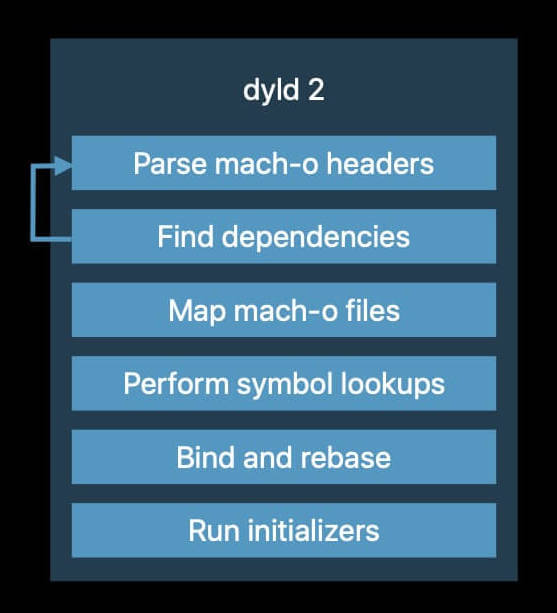 dyld 2
Parse mach-o headers
Find dependencies
Map mach-o files
Perform symbol lookups
Bind and rebase
Run initializers